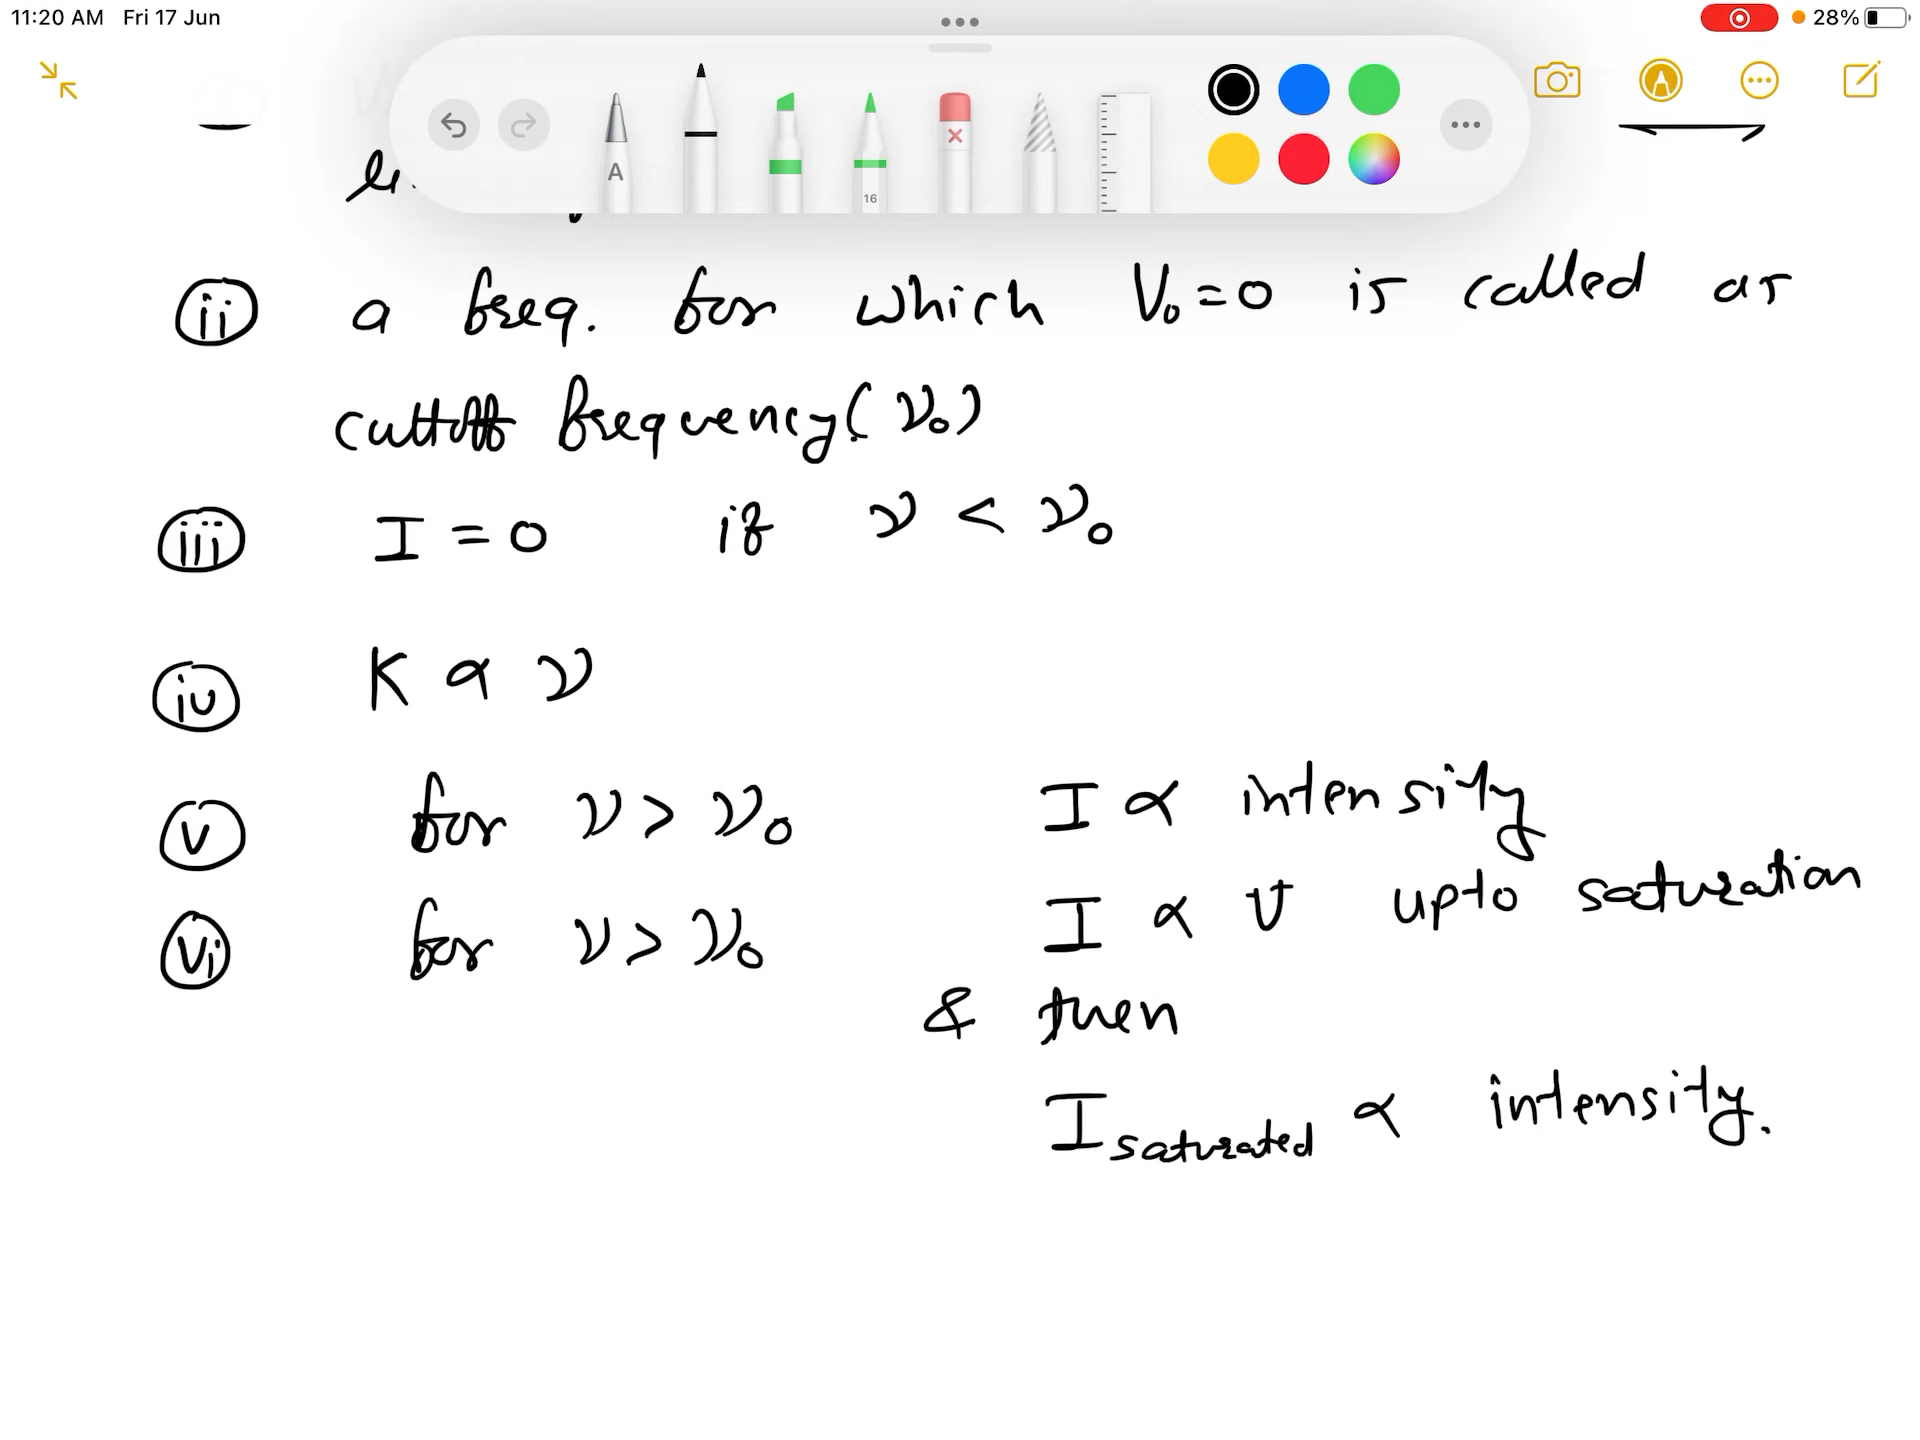 11:20 AM Fri 17 Jun 28%
A 16
ii a freq. for which V₀ = 0 is called as
cuttoff frequency (ν₀)
iii I = 0 if ν < ν₀
iv K α ν
v for ν > ν₀ I α intensity
vi for ν > ν₀ I α V upto saturation
& then
I saturated α intensity.